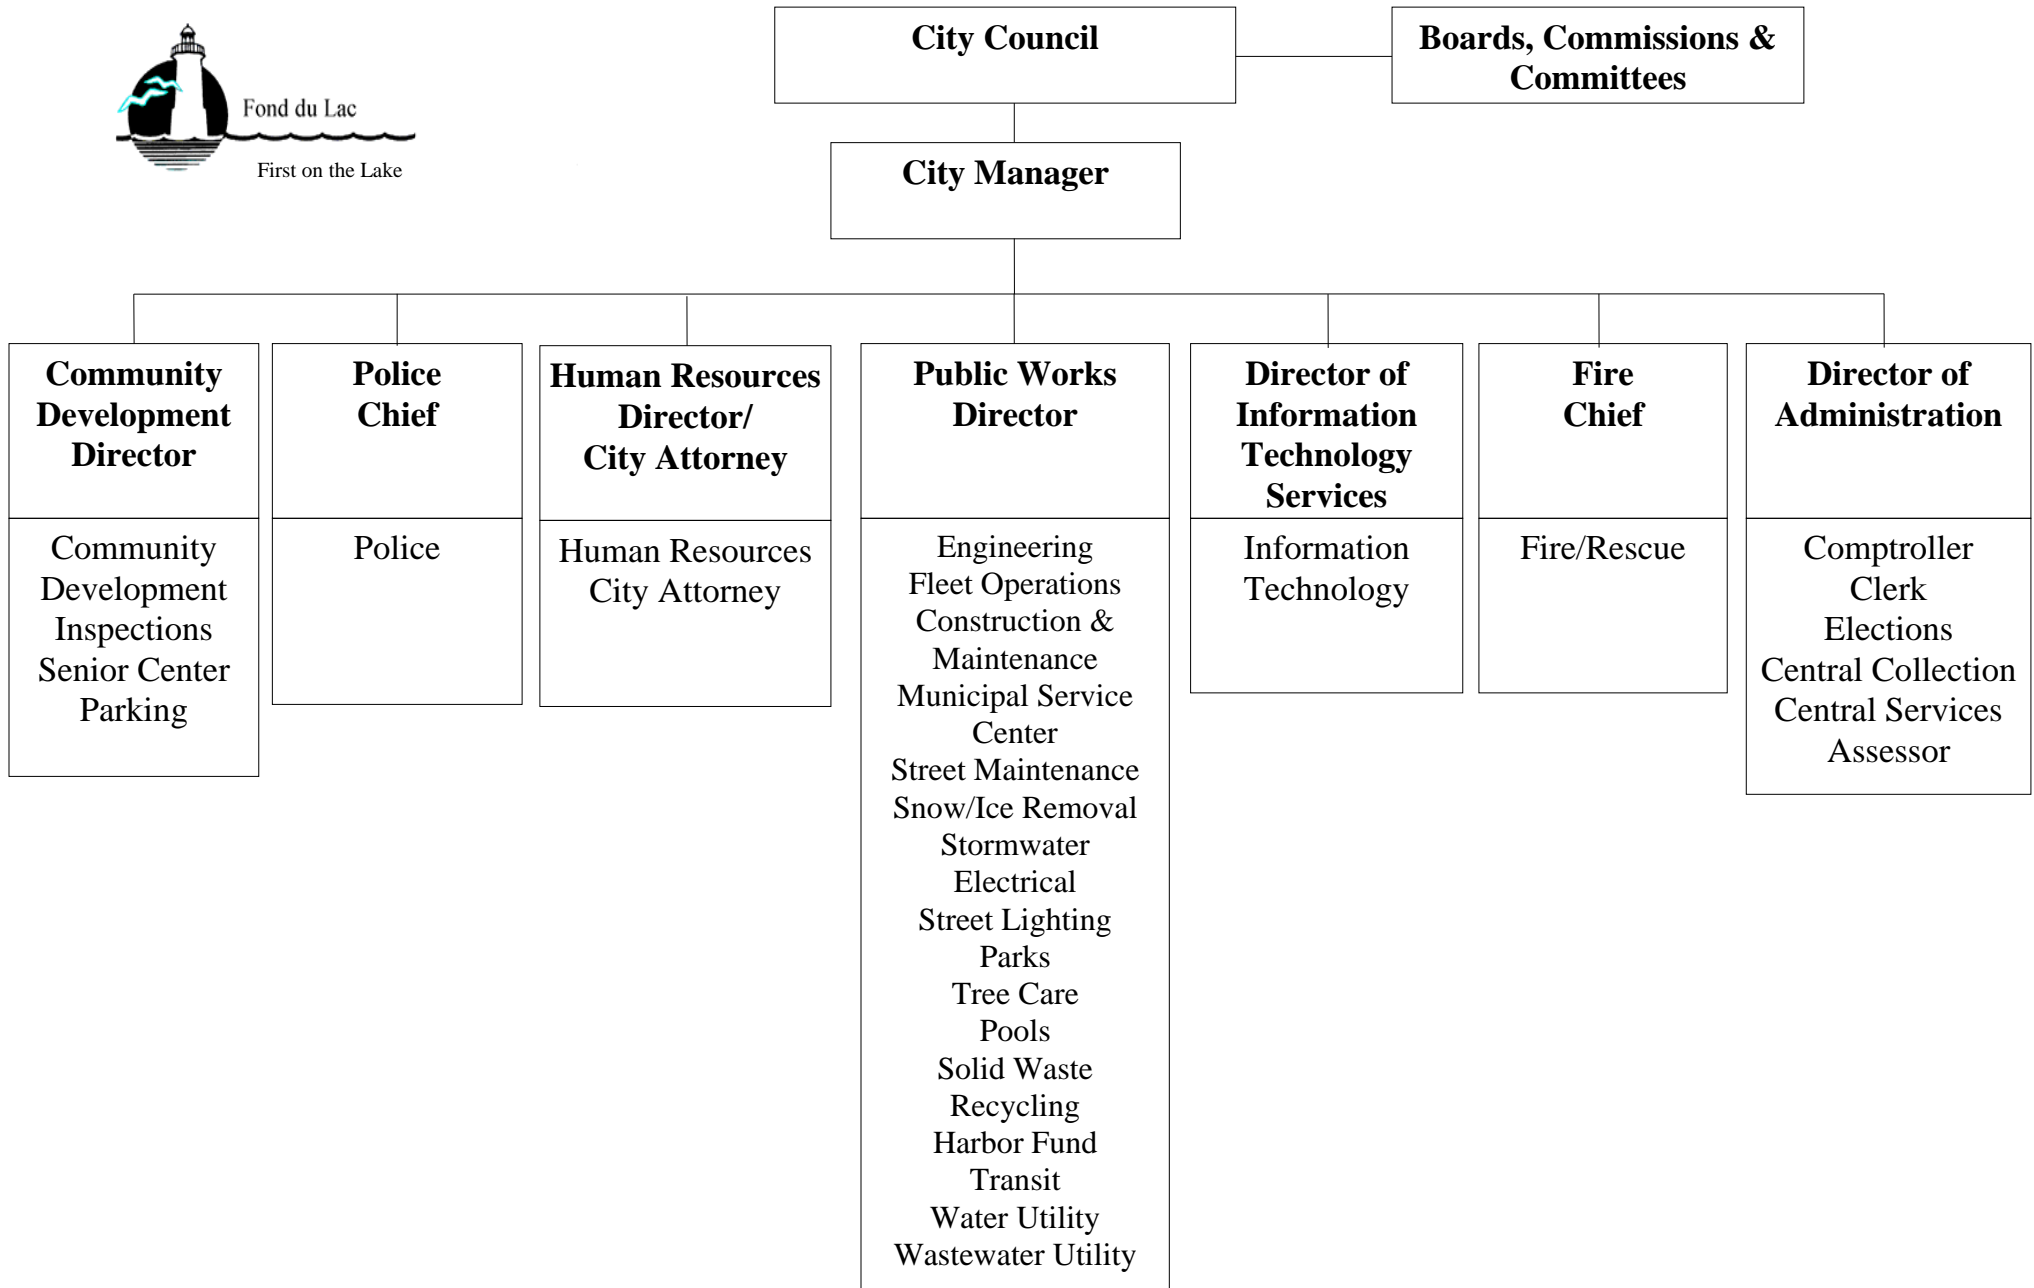 Fond du Lac
First on the Lake
City Council
Boards, Commissions &
Committees
City Manager
Community
Development
Director
Community
Development
Inspections
Senior Center
Parking
Police
Chief
Police
Human Resources
Director/
City Attorney
Human Resources
City Attorney
Public Works
Director
Engineering
Fleet Operations
Construction &
Maintenance
Municipal Service
Center
Street Maintenance
Snow/Ice Removal
Stormwater
Electrical
Street Lighting
Parks
Tree Care
Pools
Solid Waste
Recycling
Harbor Fund
Transit
Water Utility
Wastewater Utility
Director of
Information
Technology
Services
Information
Technology
Fire
Chief
Fire/Rescue
Director of
Administration
Comptroller
Clerk
Elections
Central Collection
Central Services
Assessor